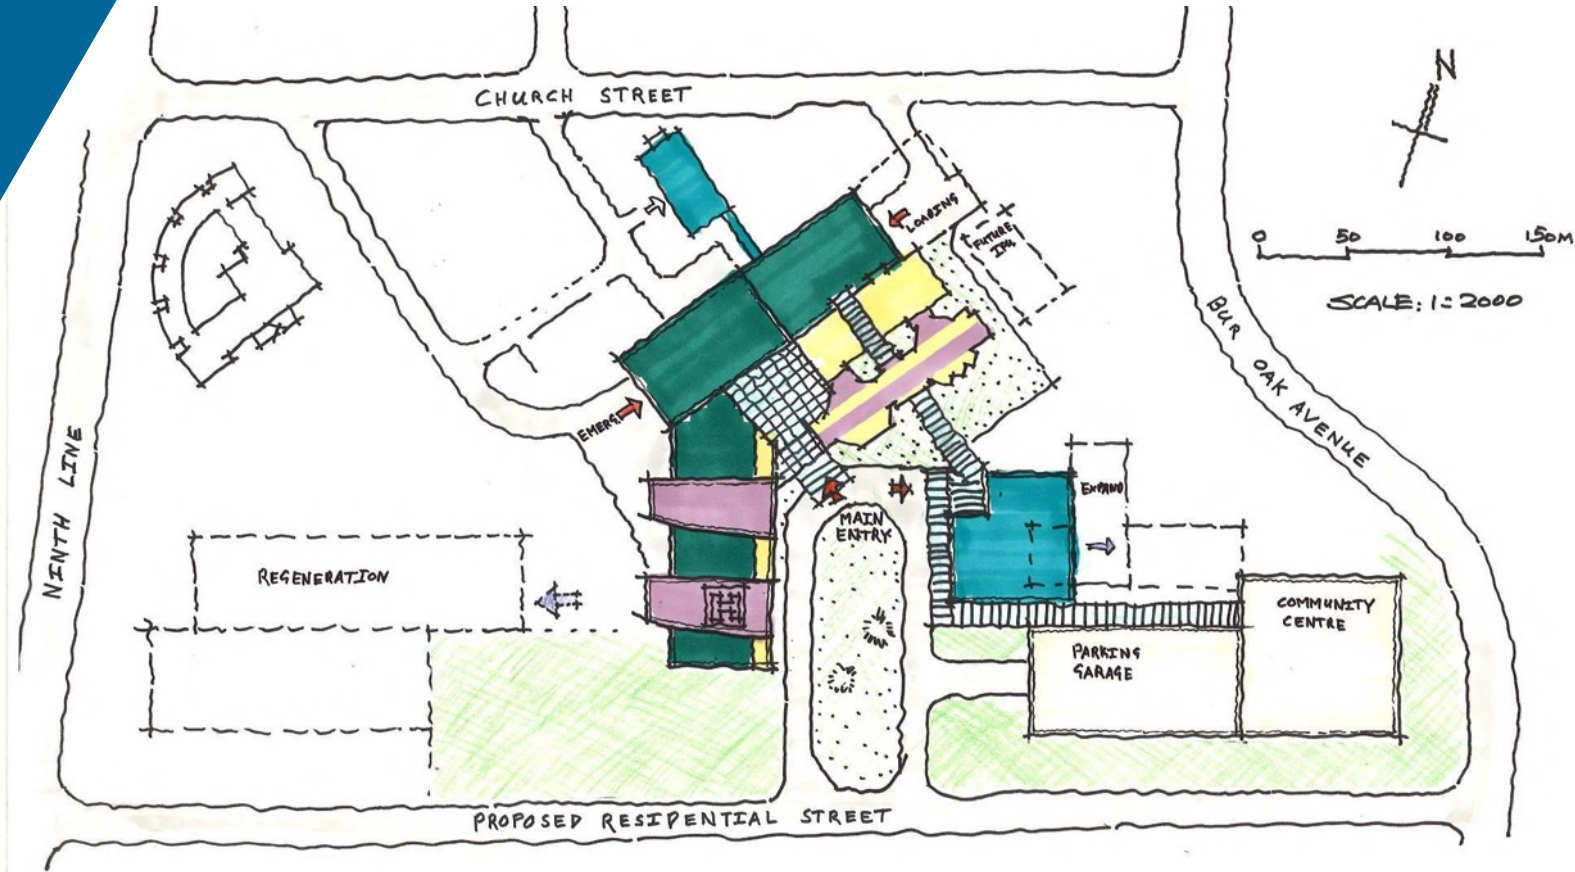 N
CHURCH STREET
LOADING
FUTURE
IPU
0 50 100 150M
SCALE: 1:2000
BUR OAK AVENUE
EMERG.
NINTH LINE
EXPAND
MAIN
ENTRY
REGENERATION
COMMUNITY
CENTRE
PARKING
GARAGE
PROPOSED RESIDENTIAL STREET